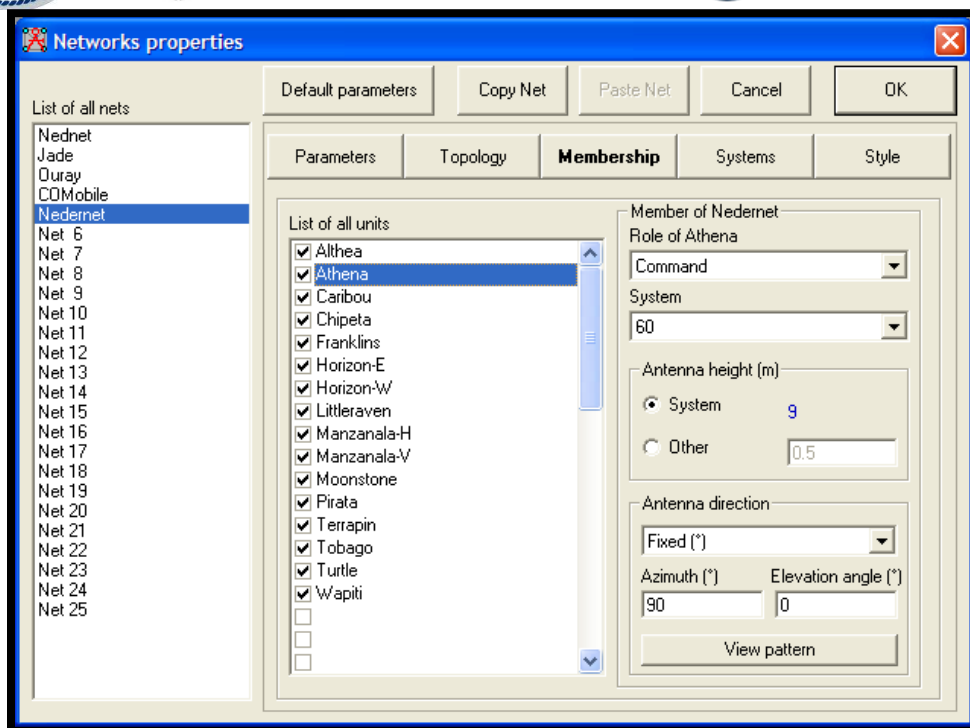 Networks properties
Default parameters
Copy Net
Paste Net
Cancel
OK
List of all nets
Nednet
Jade
Ouray
COMobile
Nedernet
Net 6
Net 7
Net 8
Net 9
Net 10
Net 11
Net 12
Net 13
Net 14
Net 15
Net 16
Net 17
Net 18
Net 19
Net 20
Net 21
Net 22
Net 23
Net 24
Net 25
Parameters
Topology
Membership
Systems
Style
List of all units
Althea
Athena
Caribou
Chipeta
Franklins
Horizon-E
Horizon-W
Littleraven
Manzanala-H
Manzanala-V
Moonstone
Pirata
Terrapin
Tobago
Turtle
Wapiti
Member of Nedernet
Role of Athena
Command
System
60
Antenna height (m)
System 9
Other 0.5
Antenna direction
Fixed (°)
Azimuth (°) Elevation angle (°)
90 0
View pattern